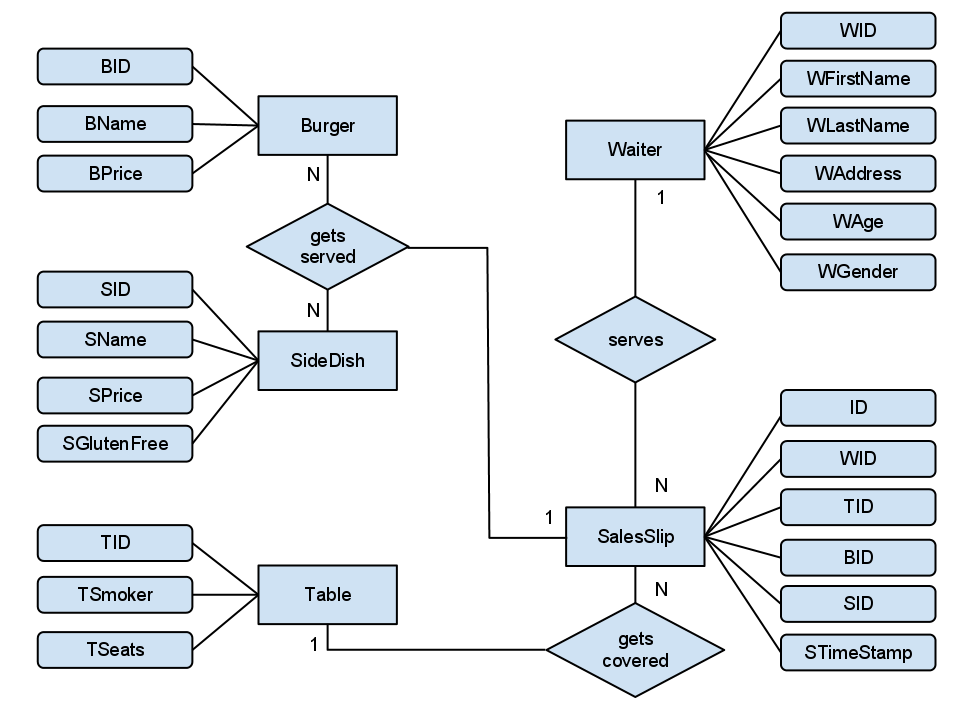 BID
BName
BPrice
Burger
N
gets
served
N
SID
SName
SPrice
SGlutenFree
SideDish
TID
TSmoker
TSeats
Table
1
WID
WFirstName
WLastName
WAddress
WAge
WGender
Waiter
1
serves
N
1
SalesSlip
N
gets
covered
ID
WID
TID
BID
SID
STimeStamp